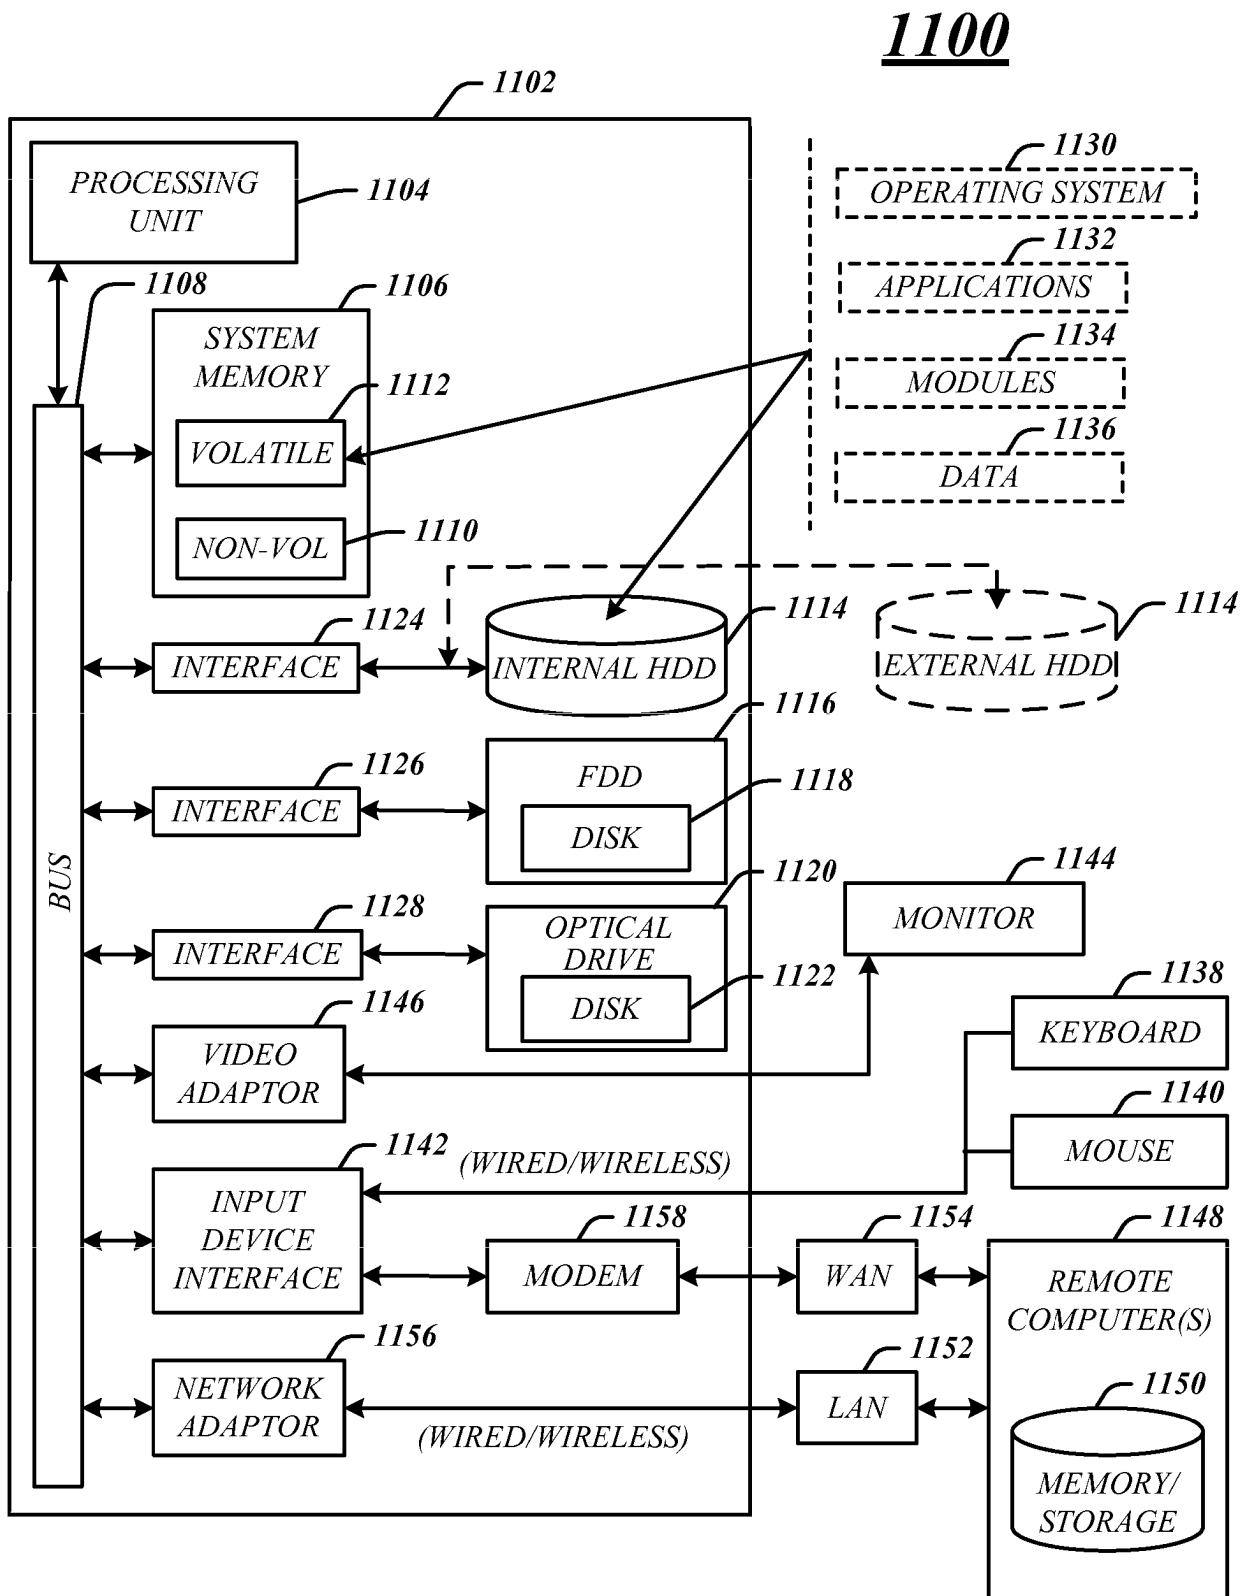 1100
1102
PROCESSING
UNIT
1104
1108
1106
SYSTEM
MEMORY
1112
VOLATILE
NON-VOL
1110
1130
OPERATING SYSTEM
1132
APPLICATIONS
1134
MODULES
1136
DATA
BUS
1124
INTERFACE
INTERNAL HDD
1114
EXTERNAL HDD
1114
1126
INTERFACE
1116
FDD
1118
DISK
1128
INTERFACE
1120
OPTICAL
DRIVE
1122
DISK
1144
MONITOR
1146
VIDEO
ADAPTOR
1138
KEYBOARD
1140
MOUSE
1142
INPUT
DEVICE
INTERFACE
(WIRED/WIRELESS)
1158
MODEM
1154
WAN
1148
REMOTE
COMPUTER(S)
1156
NETWORK
ADAPTOR
(WIRED/WIRELESS)
1152
LAN
1150
MEMORY/
STORAGE